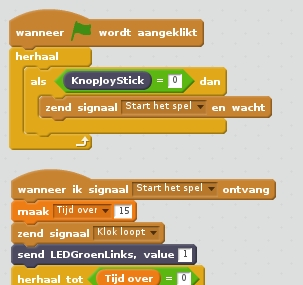 wanneer wordt aangeklikt
herhaal
als KnopJoyStick = 0 dan
zend signaal Start het spel en wacht
wanneer ik signaal Start het spel ontvang
maak Tijd over 15
zend signaal Klok loopt
send LEDGroenLinks, value 1
herhaal tot Tijd over = 0